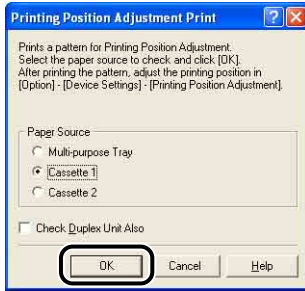 Printing Position Adjustment Print
Prints a pattern for Printing Position Adjustment.
Select the paper source to check and click [OK].
After printing the pattern, adjust the printing position in
[Option] - [Device Settings] - [Printing Position Adjustment].
Paper Source
Multi-purpose Tray
Cassette 1
Cassette 2
Check Duplex Unit Also
OK
Cancel
Help